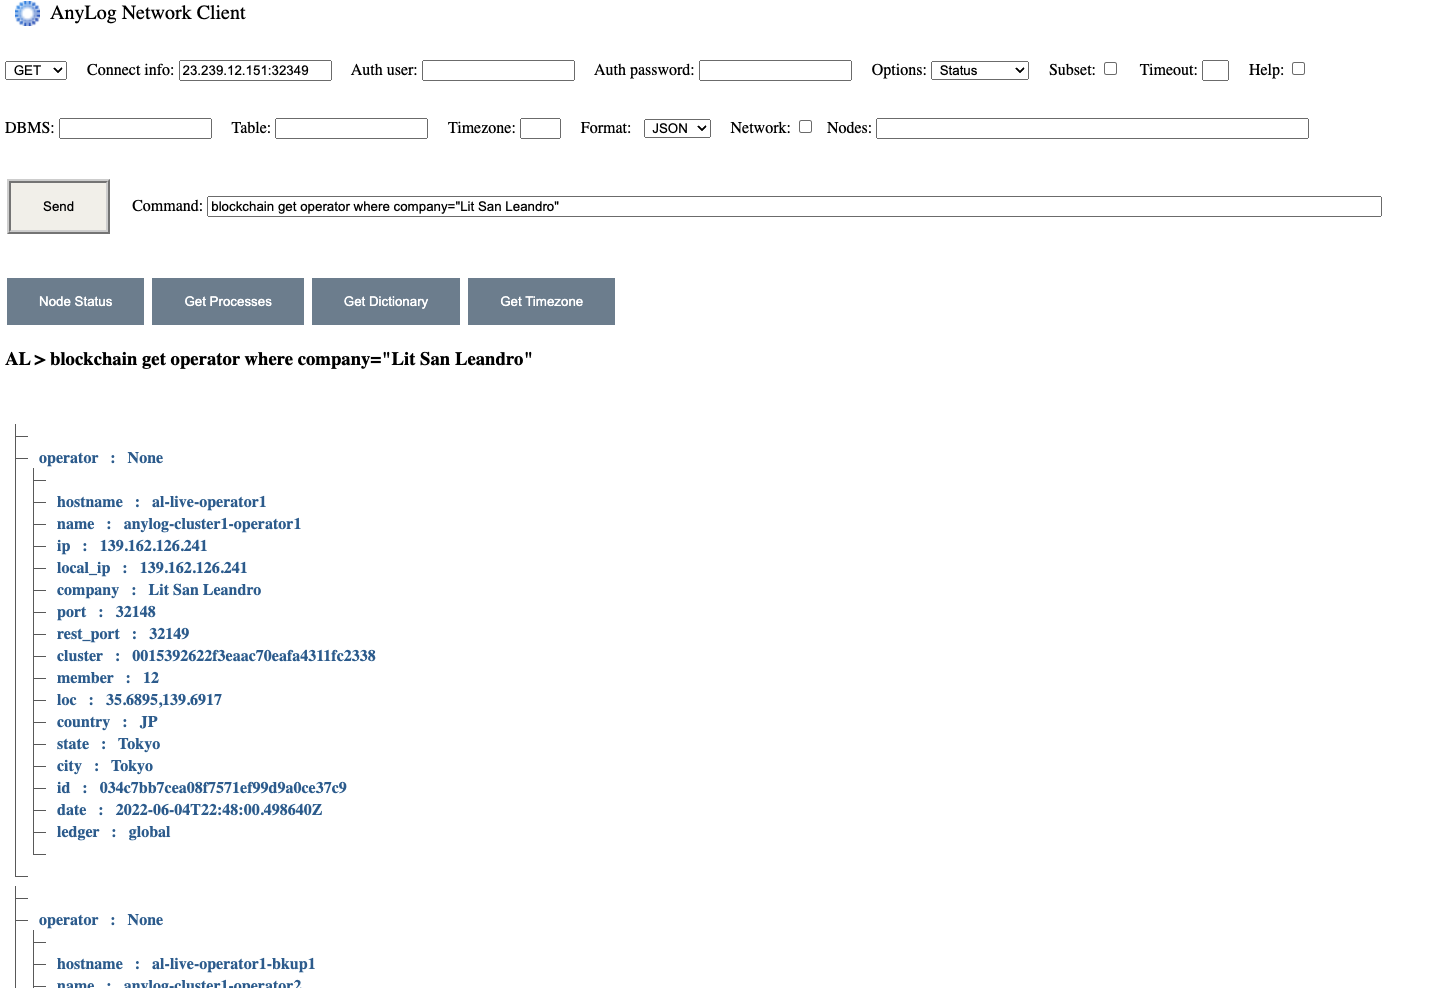 AnyLog Network Client
GET Connect info: 23.239.12.151:32349 Auth user: Auth password: Options: Status Subset: Timeout: Help:
DBMS: Table: Timezone: Format: JSON Network: Nodes:
Send Command: blockchain get operator where company="Lit San Leandro"
Node Status Get Processes Get Dictionary Get Timezone
AL > blockchain get operator where company="Lit San Leandro"
operator : None
hostname : al-live-operator1
name : anylog-cluster1-operator1
ip : 139.162.126.241
local_ip : 139.162.126.241
company : Lit San Leandro
port : 32148
rest_port : 32149
cluster : 0015392622f3eaac70eafa4311fc2338
member : 12
loc : 35.6895,139.6917
country : JP
state : Tokyo
city : Tokyo
id : 034c7bb7cea08f7571ef99d9a0ce37c9
date : 2022-06-04T22:48:00.498640Z
ledger : global
operator : None
hostname : al-live-operator1-bkup1
name : anylog-cluster1-operator2